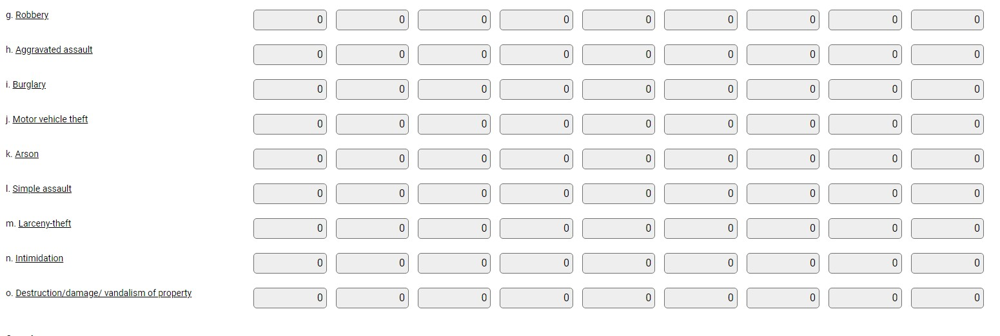 g. Robbery 0 0 0 0 0 0 0 0 0
h. Aggravated assault 0 0 0 0 0 0 0 0 0
i. Burglary 0 0 0 0 0 0 0 0 0
j. Motor vehicle theft 0 0 0 0 0 0 0 0 0
k. Arson 0 0 0 0 0 0 0 0 0
l. Simple assault 0 0 0 0 0 0 0 0 0
m. Larceny-theft 0 0 0 0 0 0 0 0 0
n. Intimidation 0 0 0 0 0 0 0 0 0
o. Destruction/damage/ vandalism of property 0 0 0 0 0 0 0 0 0